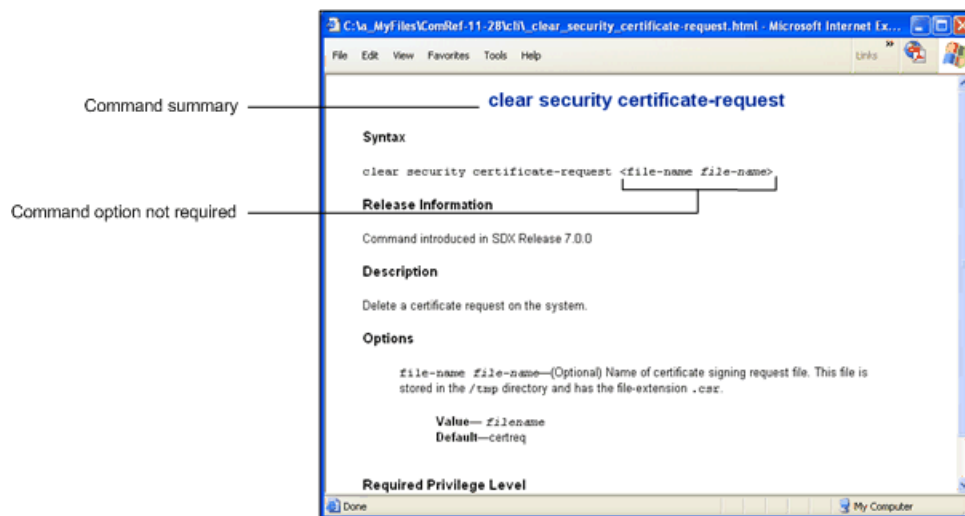 C:\a_MyFiles\ComRef-11-28\cli\_clear_security_certificate-request.html - Microsoft Internet Ex...
File Edit View Favorites Tools Help
Links »
Command summary
clear security certificate-request
Syntax
clear security certificate-request <file-name file-name>
Command option not required
Release Information
Command introduced in SDX Release 7.0.0
Description
Delete a certificate request on the system.
Options
file-name file-name—(Optional) Name of certificate signing request file. This file is
stored in the /tmp directory and has the file-extension .csr.
Value— filename
Default—certreq
Required Privilege Level
Done
My Computer